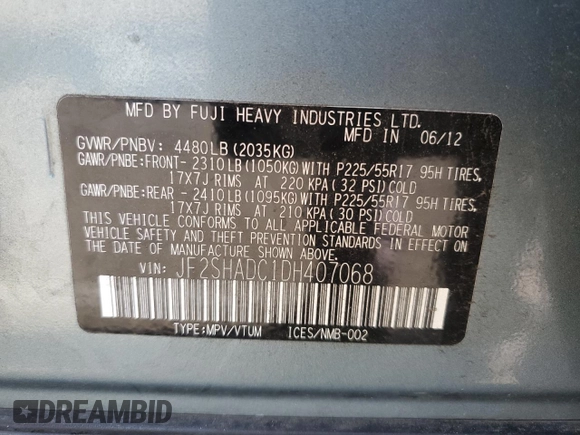 MFD BY FUJI HEAVY INDUSTRIES LTD.
MFD IN 06/12
GVWR/PNBV: 4480LB (2035KG)
GAWR/PNBE:FRONT- 2310LB(1050KG)WITH P225/55R17 95H TIRES,
17X7J RIMS AT 220 KPA( 32 PSI)COLD
GAWR/PNBE:REAR - 2410LB(1095KG)WITH P225/55R17 95H TIRES,
17X7J RIMS AT 210 KPA( 30 PSI)COLD
THIS VEHICLE CONFORMS TO ALL APPLICABLE FEDERAL MOTOR
VEHICLE SAFETY AND THEFT PREVENTION STANDARDS IN EFFECT ON
THE DATE OF MANUFACTURE SHOWN ABOVE.
VIN: JF2SHADC1DH407068
TYPE:MPV/VTUM ICES/NMB-002
DREAMBID